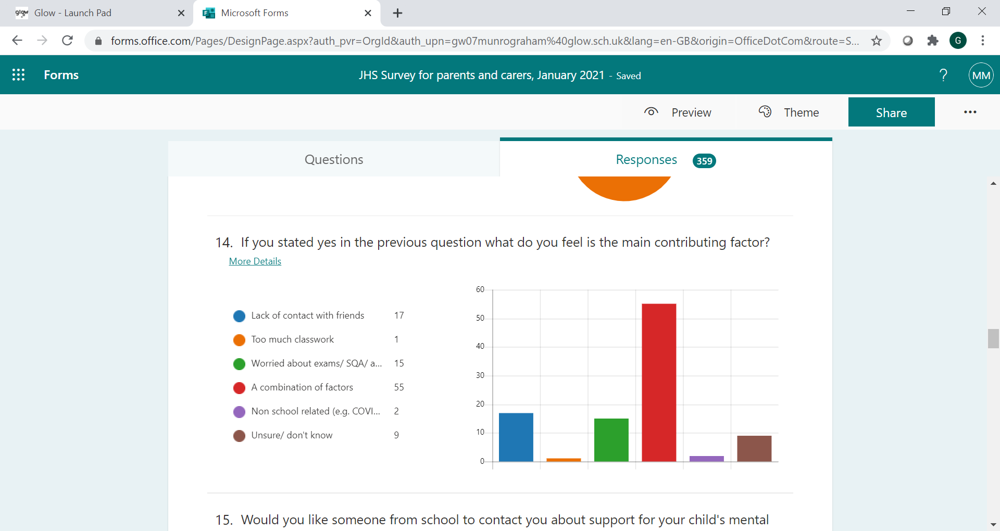 glow Glow - Launch Pad
Microsoft Forms
forms.office.com/Pages/DesignPage.aspx?auth_pvr=OrgId&auth_upn=gw07munrograham%40glow.sch.uk&lang=en-GB&origin=OfficeDotCom&route=S...
G
Forms
JHS Survey for parents and carers, January 2021 - Saved
?
MM
Preview
Theme
Share
Questions
Responses 359
14. If you stated yes in the previous question what do you feel is the main contributing factor?
More Details
Lack of contact with friends 17
Too much classwork 1
Worried about exams/ SQA/ a... 15
A combination of factors 55
Non school related (e.g. COVI... 2
Unsure/ don't know 9
60
50
40
30
20
10
0
15. Would you like someone from school to contact you about support for your child's mental